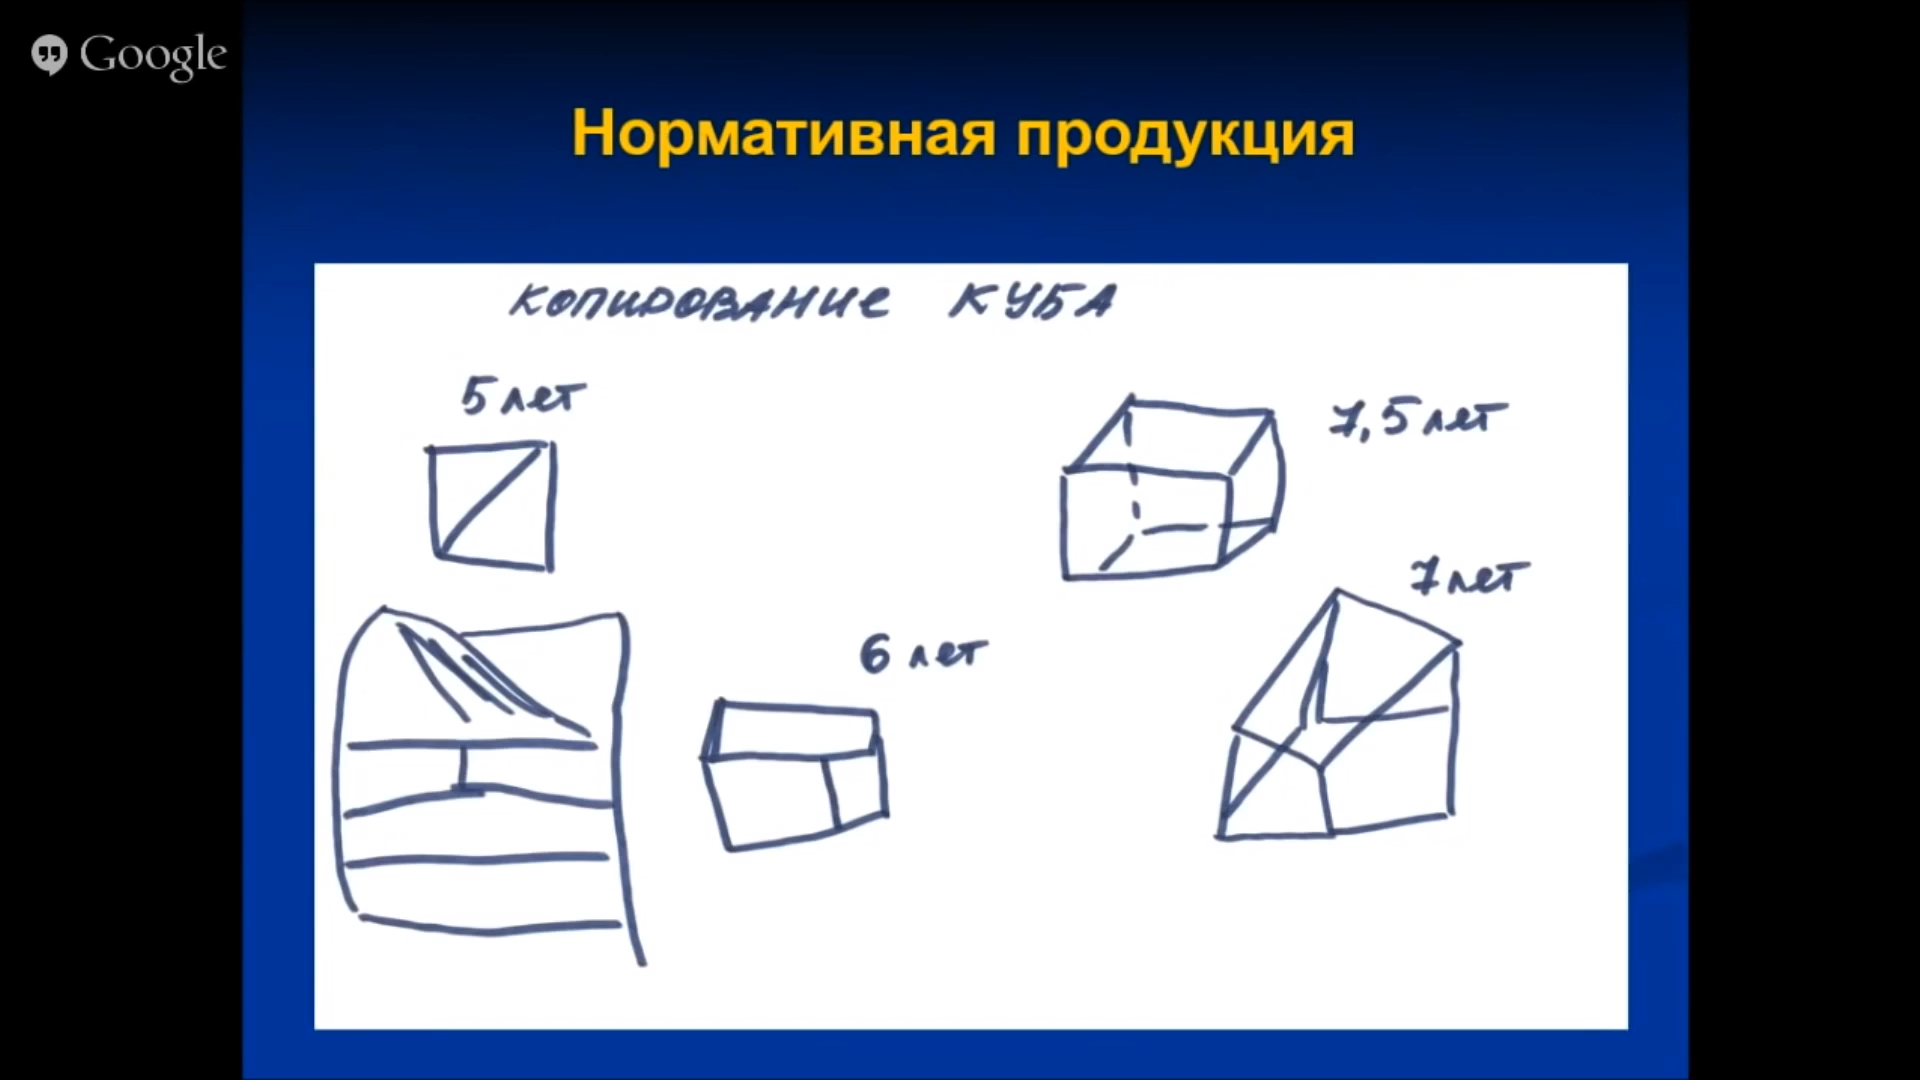 Google
Нормативная продукция
копирование куба
5 лет
7,5 лет
7 лет
6 лет